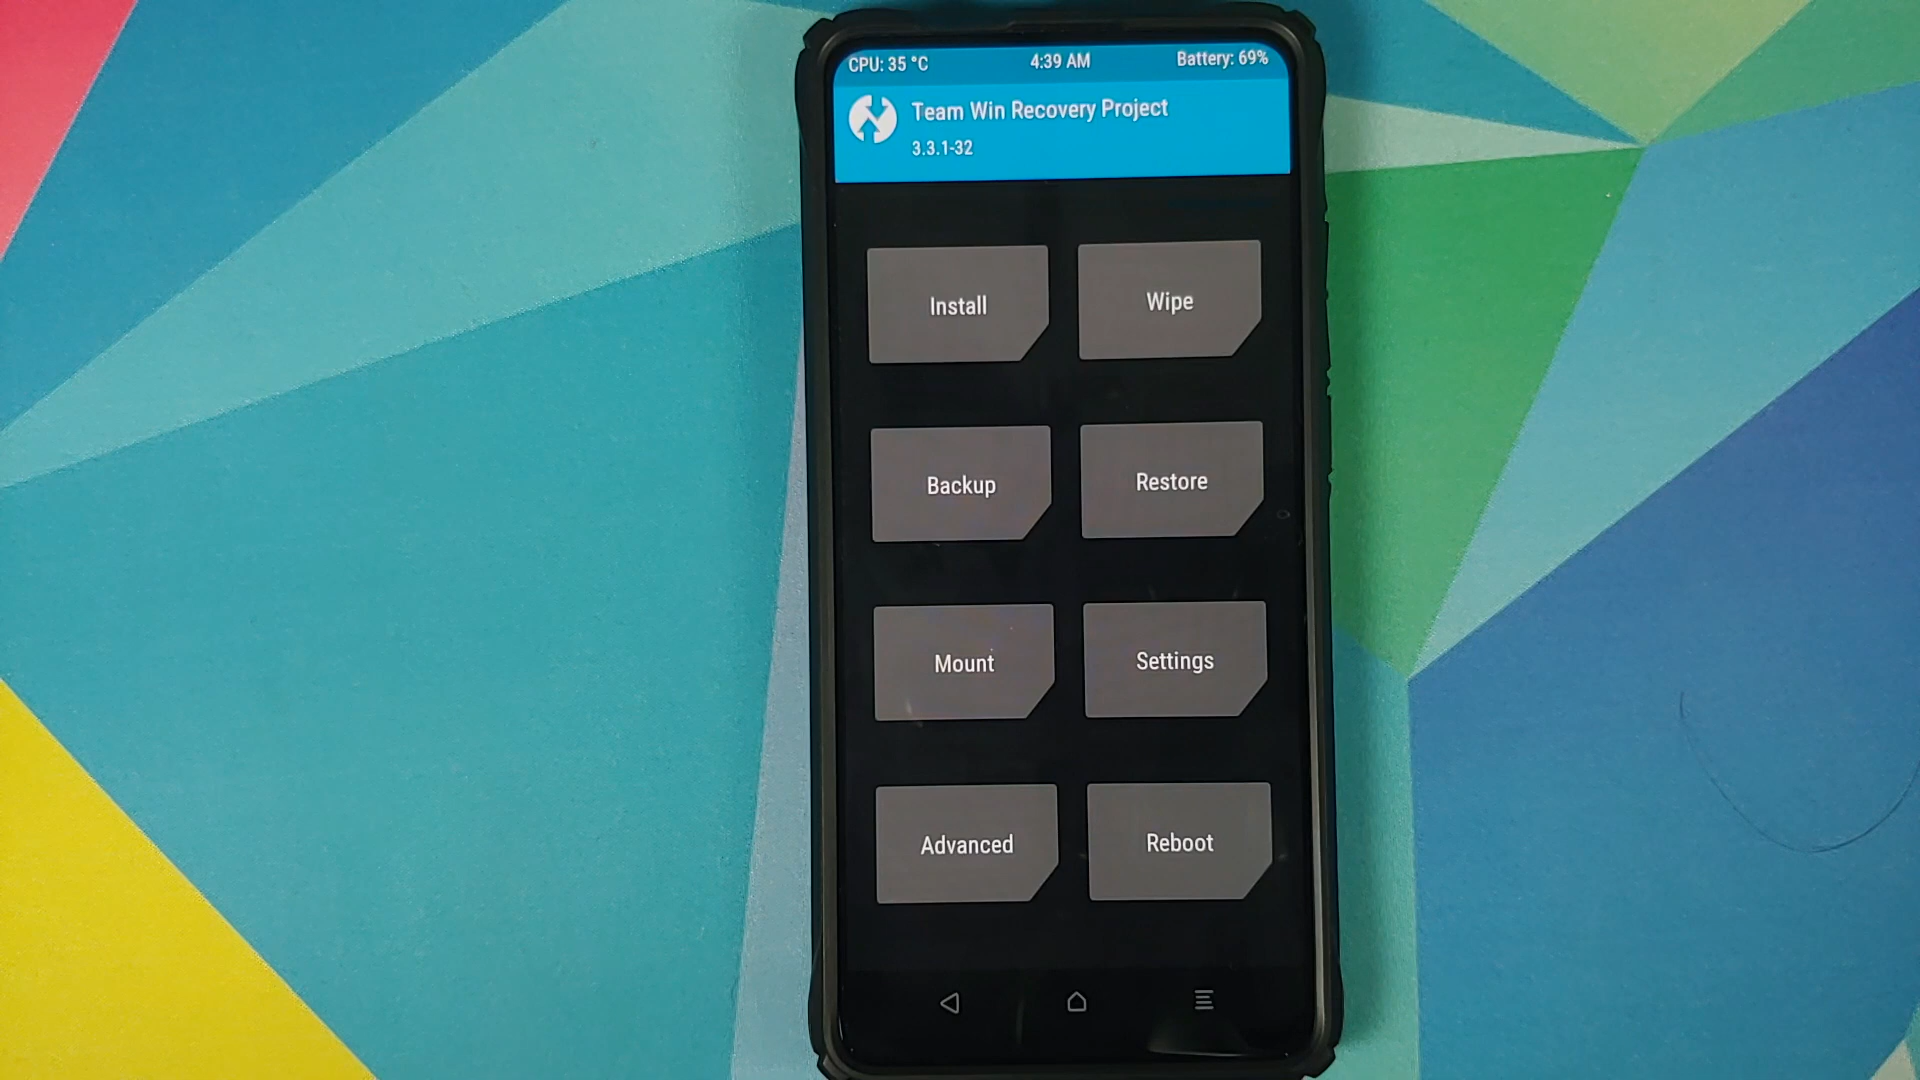 CPU: 35 °C 4:39 AM Battery: 69%
Team Win Recovery Project
3.3.1-32
Install Wipe
Backup Restore
Mount Settings
Advanced Reboot